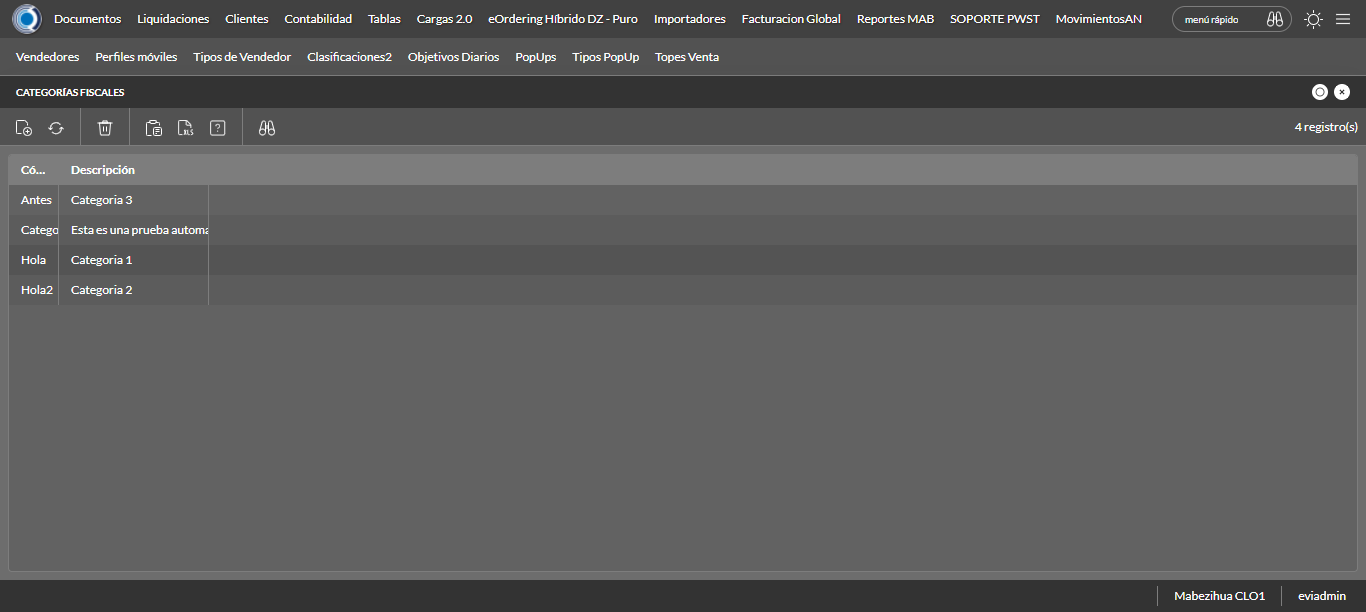 Documentos Liquidaciones Clientes Contabilidad Tablas Cargas 2.0 eOrdering Híbrido DZ - Puro Importadores Facturacion Global Reportes MAB SOPORTE PWST MovimientosAN menú rápido
Vendedores Perfiles móviles Tipos de Vendedor Clasificaciones2 Objetivos Diarios PopUps Tipos PopUp Topes Venta
CATEGORÍAS FISCALES
XLS ? 4 registro(s)
Có... Descripción
Antes Categoria 3
Catego Esta es una prueba automa
Hola Categoria 1
Hola2 Categoria 2
Mabezihua CLO1 eviadmin